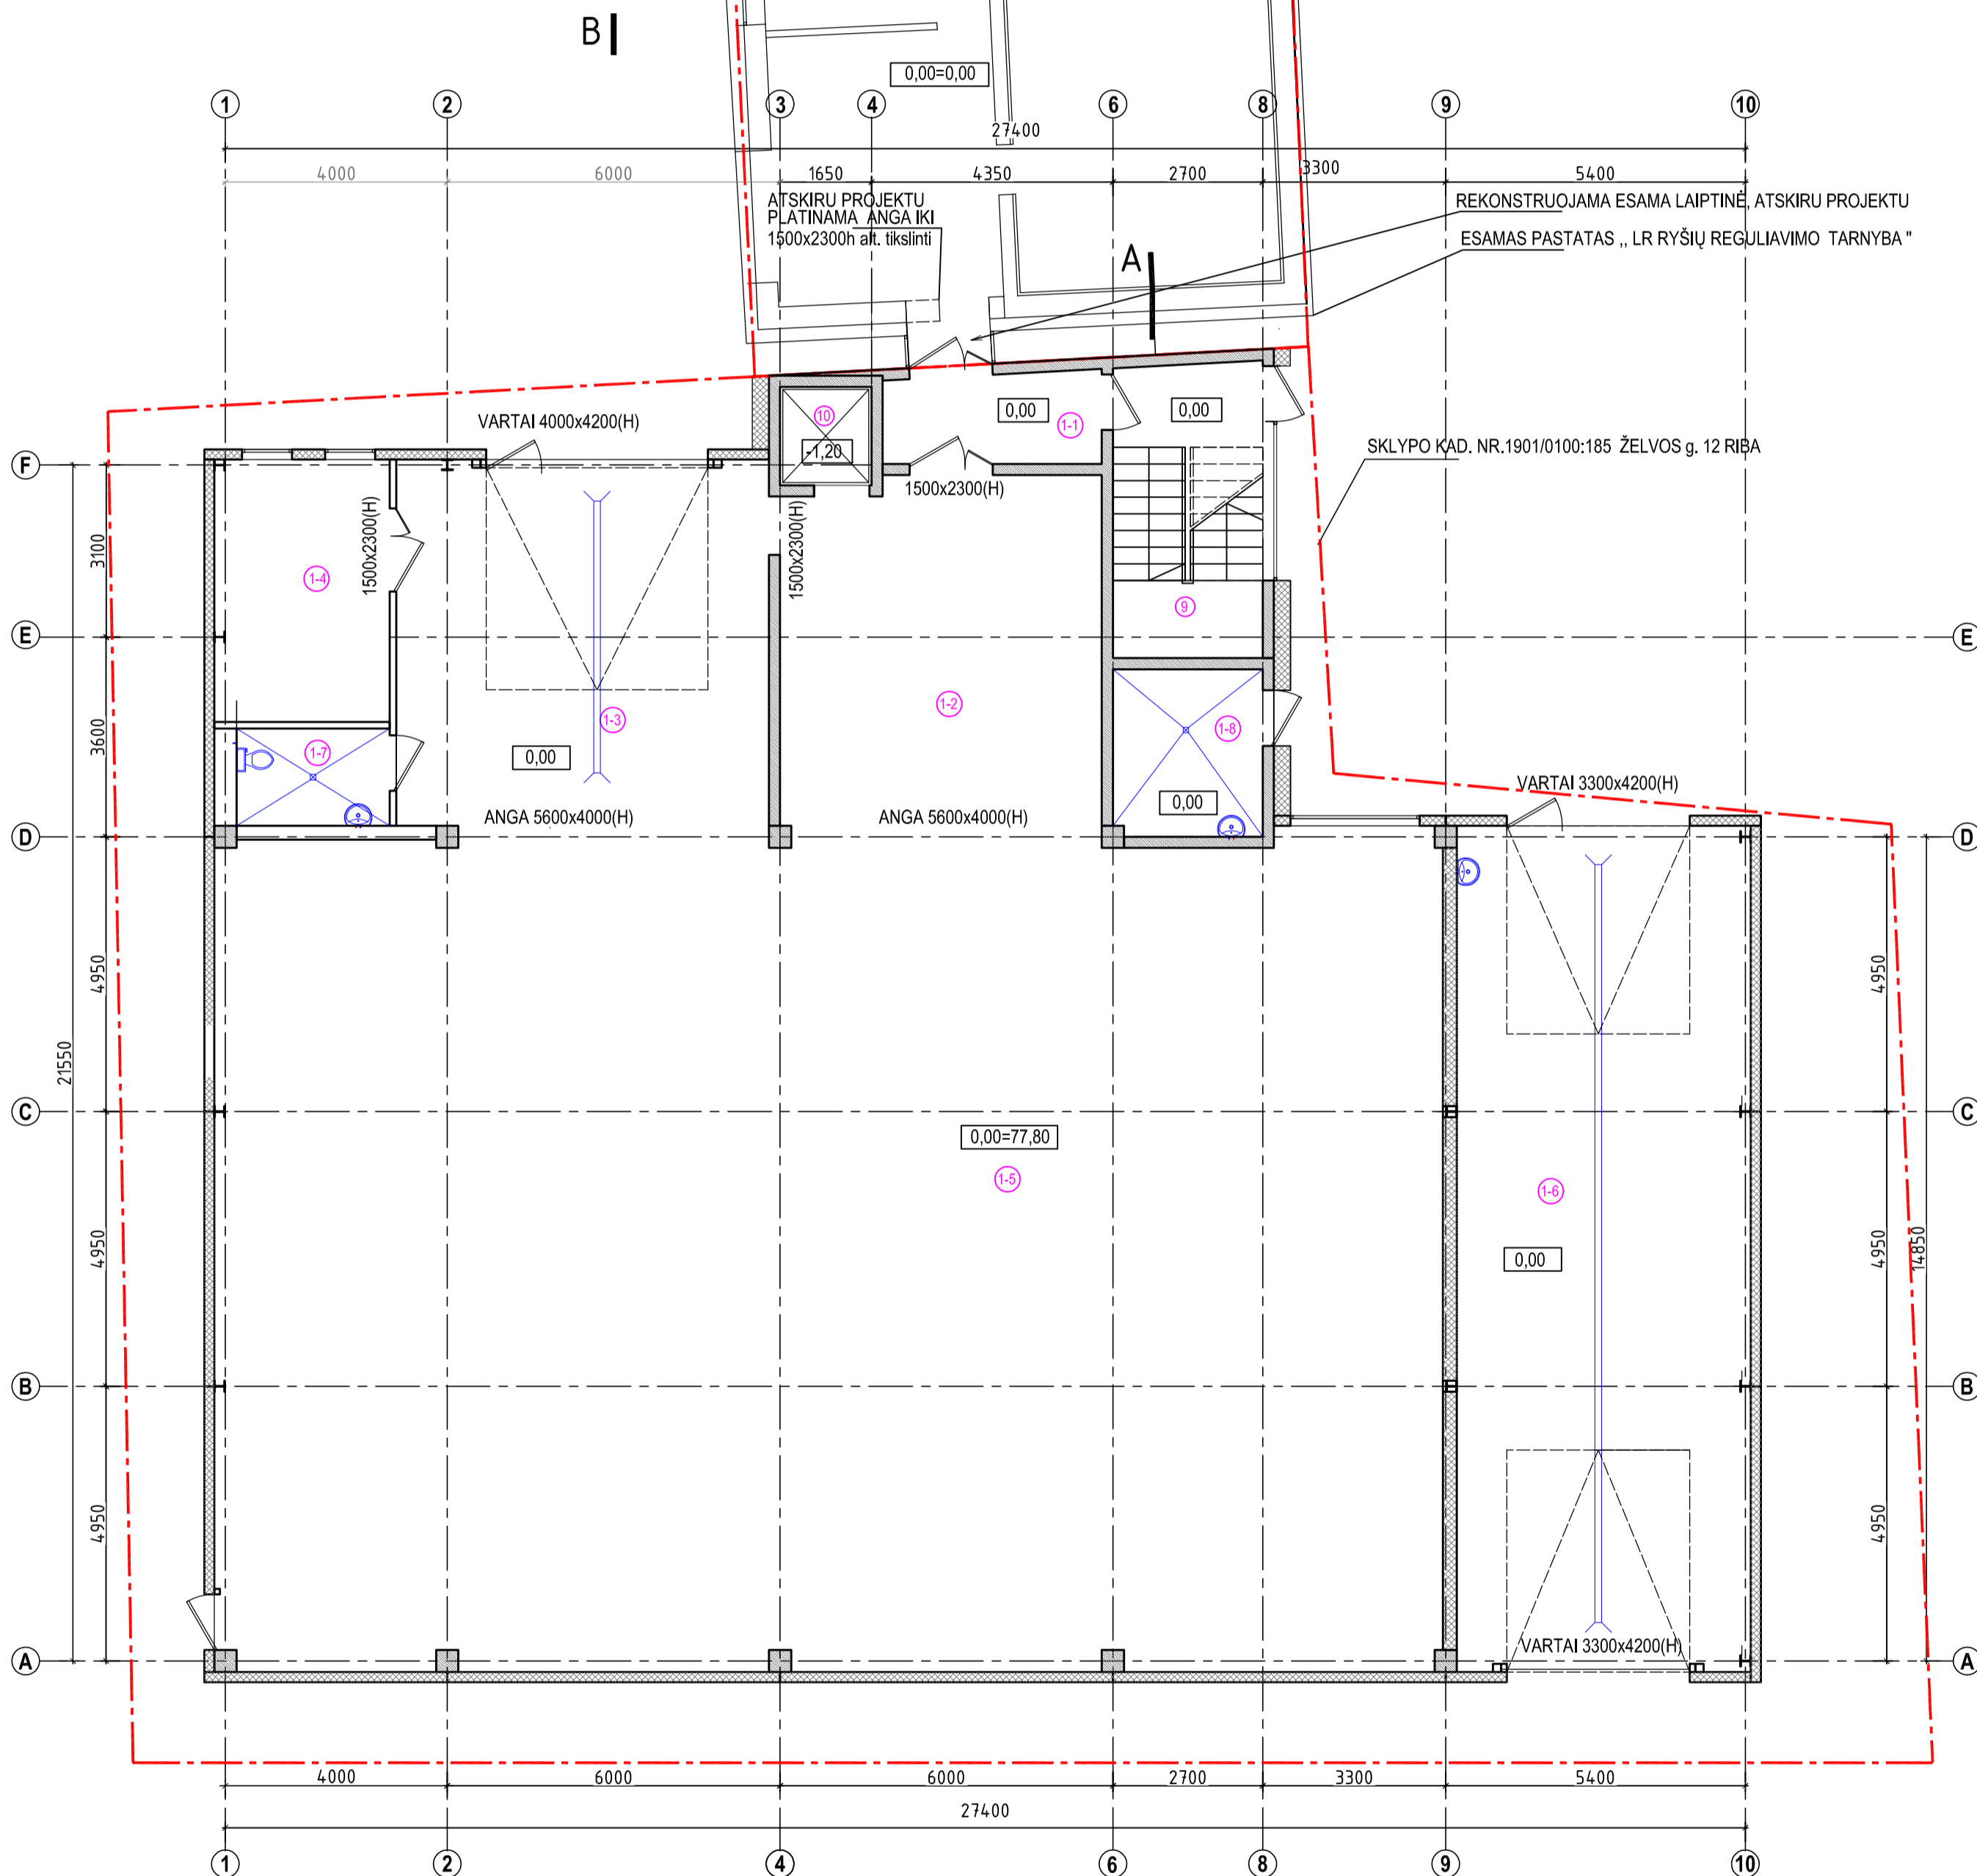 B
0,00=0,00
1
2
3
4
6
8
9
10
27400
4000
6000
1650
4350
2700
3300
5400
ATSKIRU PROJEKTU
PLATINAMA ANGA IKI
1500x2300h alt. tikslinti
REKONSTRUOJAMA ESAMA LAIPTINĖ, ATSKIRU PROJEKTU
ESAMAS PASTATAS ,, LR RYŠIŲ REGULIAVIMO TARNYBA "
A
VARTAI 4000x4200(H)
10
-1,20
0,00
1-1
0,00
SKLYPO KAD. NR.1901/0100:185 ŽELVOS g. 12 RIBA
F
1500x2300(H)
1500x2300(H)
1500x2300(H)
3100
1-4
9
E
E
1-2
1-3
3600
1-7
1-8
0,00
0,00
VARTAI 3300x4200(H)
ANGA 5600x4000(H)
ANGA 5600x4000(H)
D
D
4950
4950
21550
C
C
0,00=77,80
1-5
1-6
0,00
4950
4950
14850
B
B
4950
4950
VARTAI 3300x4200(H)
A
A
4000
6000
6000
2700
3300
5400
27400
1
2
4
6
8
9
10